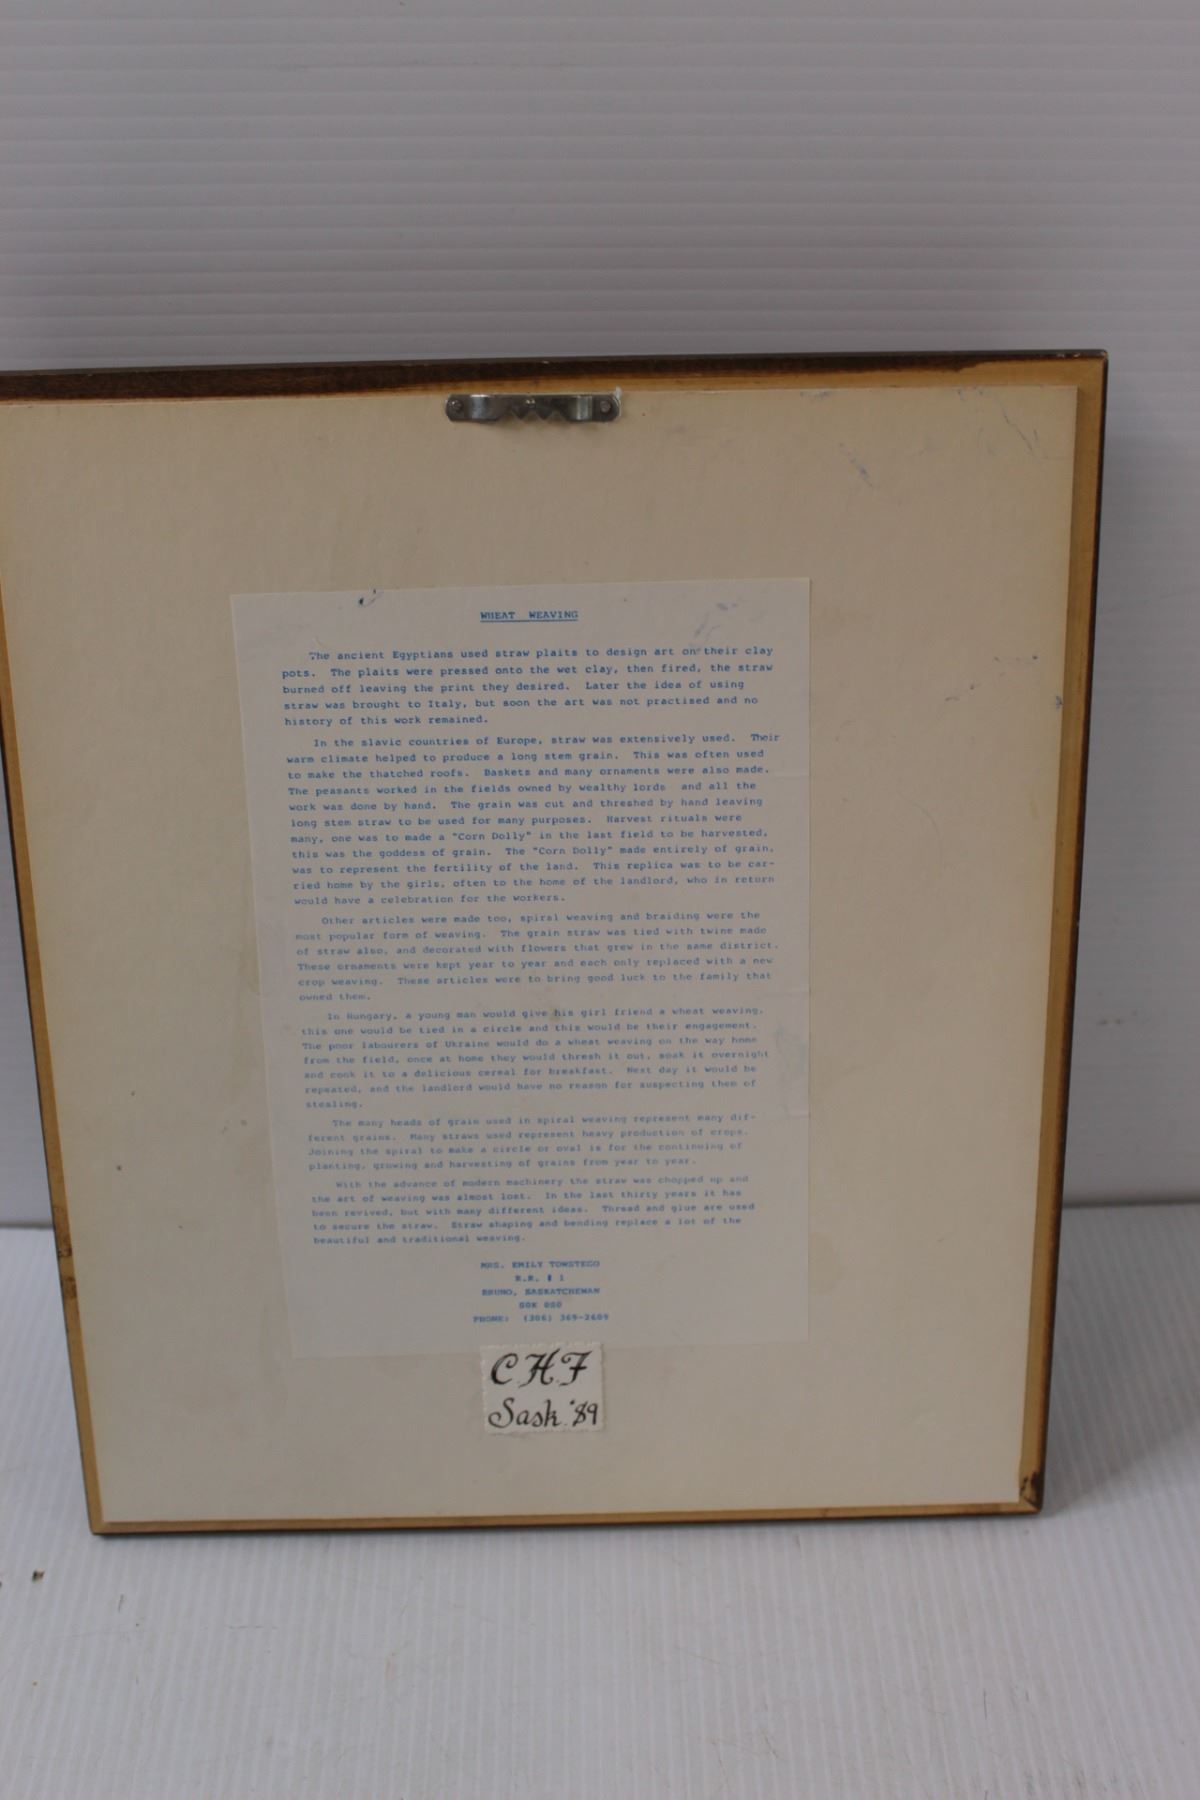 WHEAT WEAVING
The ancient Egyptians used straw plaits to design art on their clay
pots. The plaits were pressed onto the wet clay, then fired, the straw
burned off leaving the print they desired. Later the idea of using
straw was brought to Italy, but soon the art was not practised and no
history of this work remained.
In the slavic countries of Europe, straw was extensively used. Their
warm climate helped to produce a long stem grain. This was often used
to make the thatched roofs. Baskets and many ornaments were also made.
The peasants worked in the fields owned by wealthy lords and all the
work was done by hand. The grain was cut and threshed by hand leaving
long stem straw to be used for many purposes. Harvest rituals were
many, one was to made a "Corn Dolly" in the last field to be harvested,
this was the goddess of grain. The "Corn Dolly" made entirely of grain,
was to represent the fertility of the land. This replica was to be car-
ried home by the girls, often to the home of the landlord, who in return
would have a celebration for the workers.
Other articles were made too, spiral weaving and braiding were the
most popular form of weaving. The grain straw was tied with twine made
of straw also, and decorated with flowers that grew in the same district.
These ornaments were kept year to year and each only replaced with a new
crop weaving. These articles were to bring good luck to the family that
owned them.
In Hungary, a young man would give his girl friend a wheat weaving,
this one would be tied in a circle and this would be their engagement.
The poor labourers of Ukraine would do a wheat weaving on the way home
from the field, once at home they would thresh it out, soak it overnight
and cook it to a delicious cereal for breakfast. Next day it would be
repeated, and the landlord would have no reason for suspecting them of
stealing.
The many heads of grain used in spiral weaving represent many dif-
ferent grains. Many straws used represent heavy production of crops.
Joining the spiral to make a circle or oval is for the continuing of
planting, growing and harvesting of grains from year to year.
With the advance of modern machinery the straw was chopped up and
the art of weaving was almost lost. In the last thirty years it has
been revived, but with many different ideas. Thread and glue are used
to secure the straw. Straw shaping and bending replace a lot of the
beautiful and traditional weaving.
MRS. EMILY TOWSTEGO
R.R. # 1
BRUNO, SASKATCHEWAN
S0K 0S0
PHONE: (306) 369-2609
C.H.F
Sask. '89